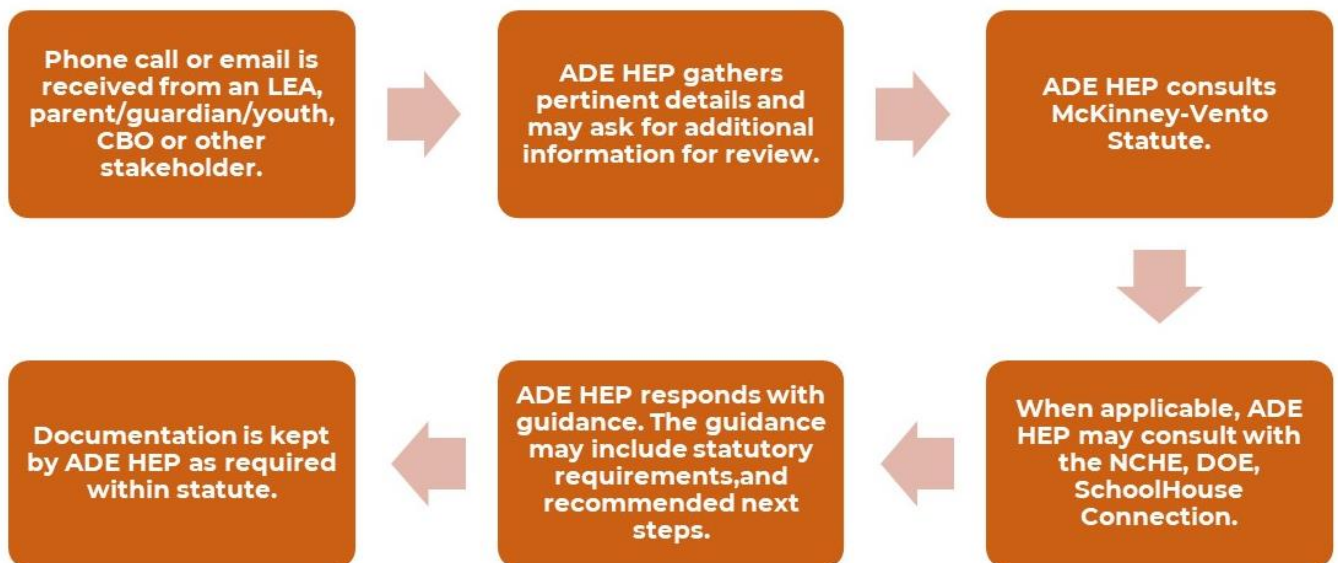 Phone call or email is
received from an LEA,
parent/guardian/youth,
CBO or other
stakeholder.
ADE HEP gathers
pertinent details and
may ask for additional
information for review.
ADE HEP consults
McKinney-Vento
Statute.
When applicable, ADE
HEP may consult with
the NCHE, DOE,
SchoolHouse
Connection.
ADE HEP responds with
guidance. The guidance
may include statutory
requirements,and
recommended next
steps.
Documentation is kept
by ADE HEP as required
within statute.